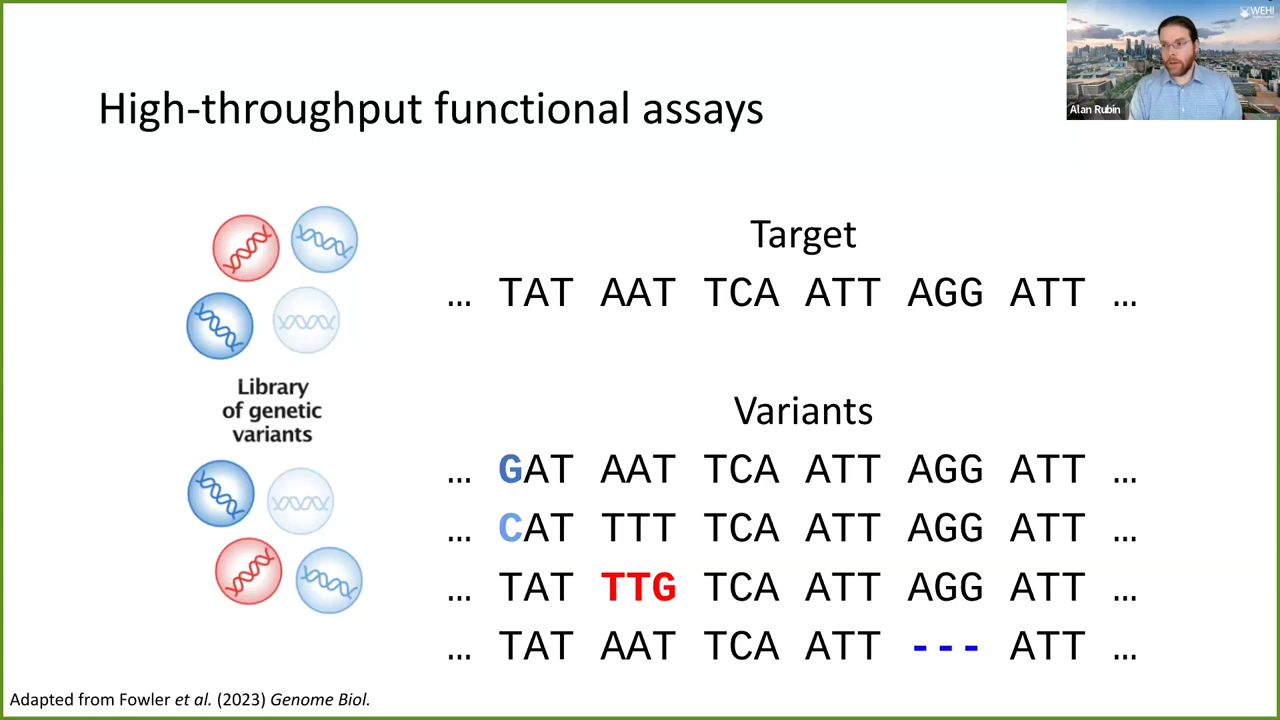 WEHI
Alan Rubin
High-throughput functional assays
Library
of genetic
variants
Target
... TAT AAT TCA ATT AGG ATT ...
Variants
... GAT AAT TCA ATT AGG ATT ...
... CAT TTT TCA ATT AGG ATT ...
... TAT TTG TCA ATT AGG ATT ...
... TAT AAT TCA ATT --- ATT ...
Adapted from Fowler et al. (2023) Genome Biol.